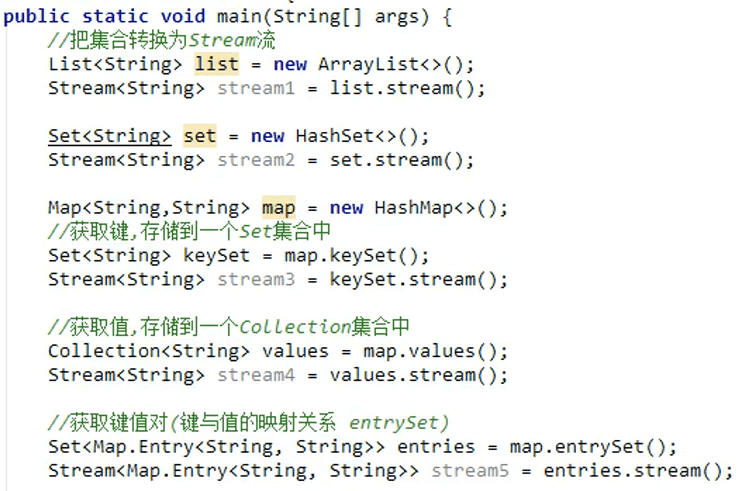 public static void main(String[] args) {
//把集合转换为Stream流
List<String> list = new ArrayList<>();
Stream<String> stream1 = list.stream();
Set<String> set = new HashSet<>();
Stream<String> stream2 = set.stream();
Map<String,String> map = new HashMap<>();
//获取键,存储到一个Set集合中
Set<String> keySet = map.keySet();
Stream<String> stream3 = keySet.stream();
//获取值,存储到一个Collection集合中
Collection<String> values = map.values();
Stream<String> stream4 = values.stream();
//获取键值对(键与值的映射关系 entrySet)
Set<Map.Entry<String, String>> entries = map.entrySet();
Stream<Map.Entry<String, String>> stream5 = entries.stream();